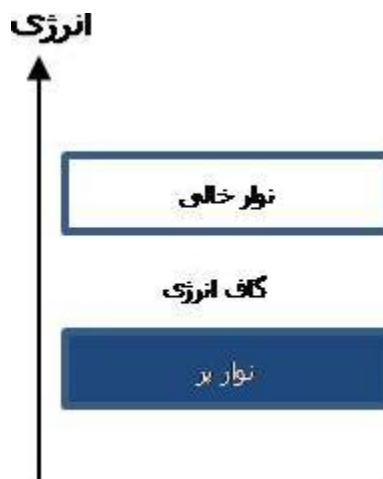 انرژی
نوار خالی
گاف انرژی
نوار پر